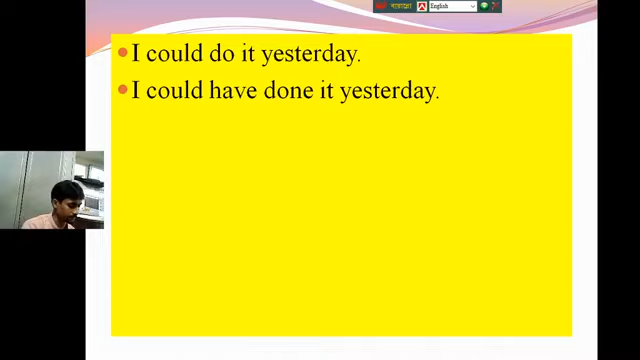 English
I could do it yesterday.
I could have done it yesterday.